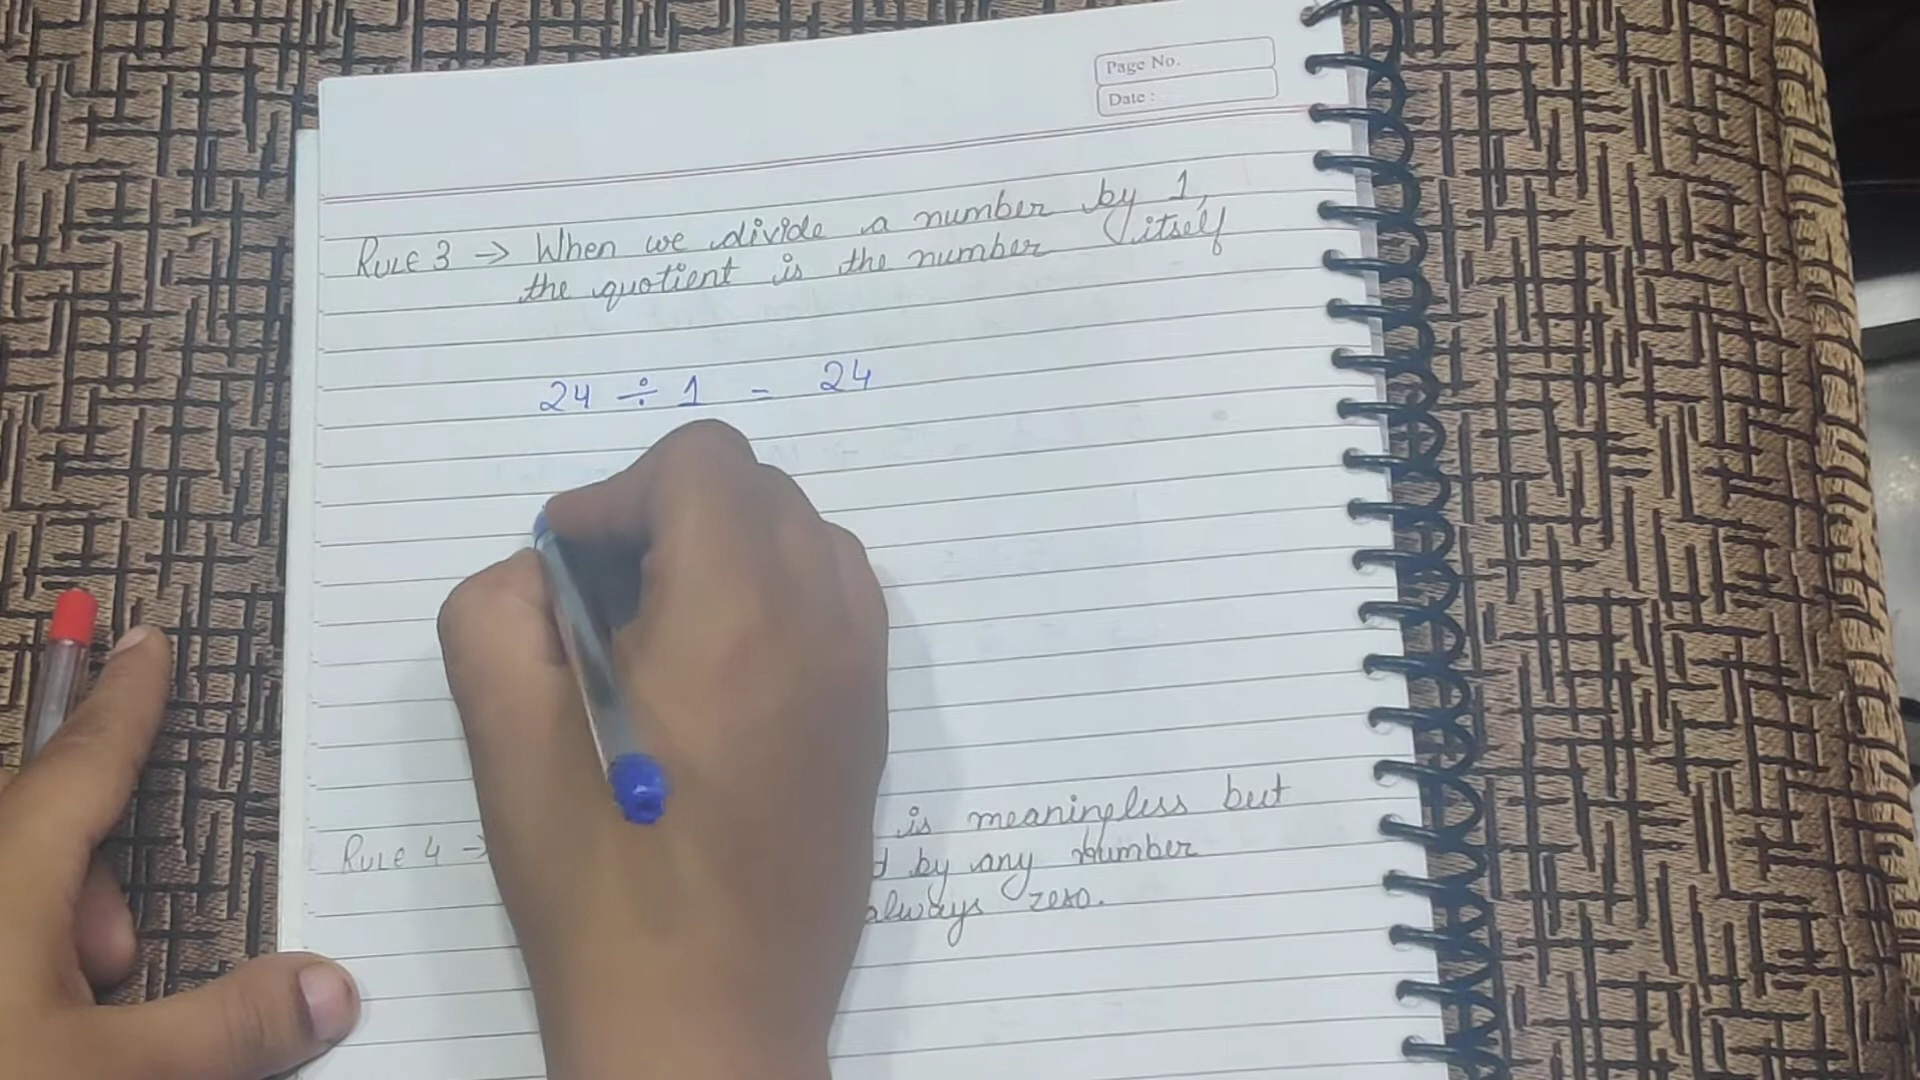 Page No.
Date :
RULE 3 → When we divide a number by 1,
the quotient is the number itself
24 ÷ 1 = 24
RULE 4 → is meaningless but
by any number
always zero.